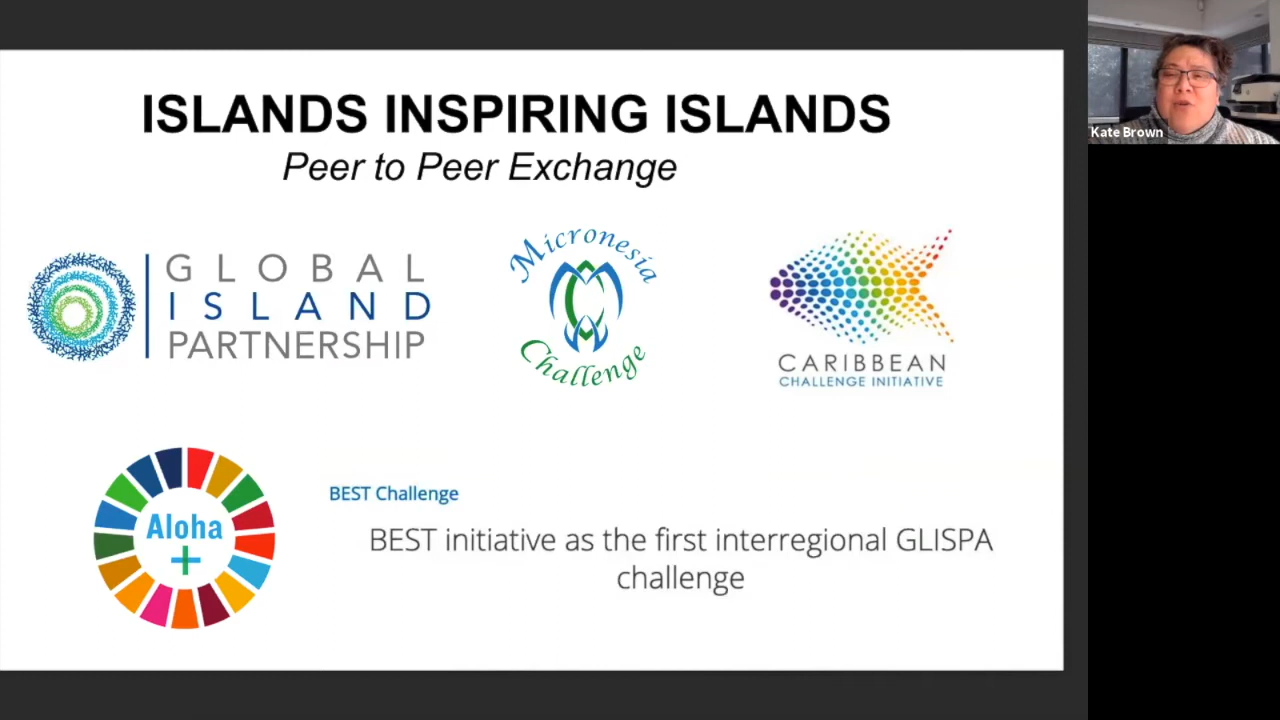 ISLANDS INSPIRING ISLANDS
Peer to Peer Exchange
GLOBAL
ISLAND
PARTNERSHIP
Micronesia
Challenge
CARIBBEAN
CHALLENGE INITIATIVE
Aloha
+
BEST Challenge
BEST initiative as the first interregional GLISPA
challenge
Kate Brown